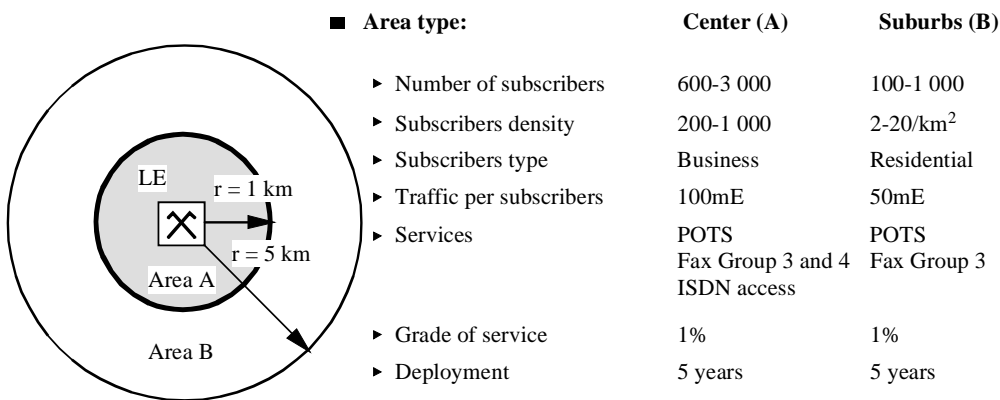 Area type: Center (A) Suburbs (B)
Number of subscribers 600-3 000 100-1 000
Subscribers density 200-1 000 2-20/km2
Subscribers type Business Residential
Traffic per subscribers 100mE 50mE
Services POTS POTS
Fax Group 3 and 4 Fax Group 3
ISDN access
Grade of service 1% 1%
Deployment 5 years 5 years
LE
r = 1 km
r = 5 km
Area A
Area B